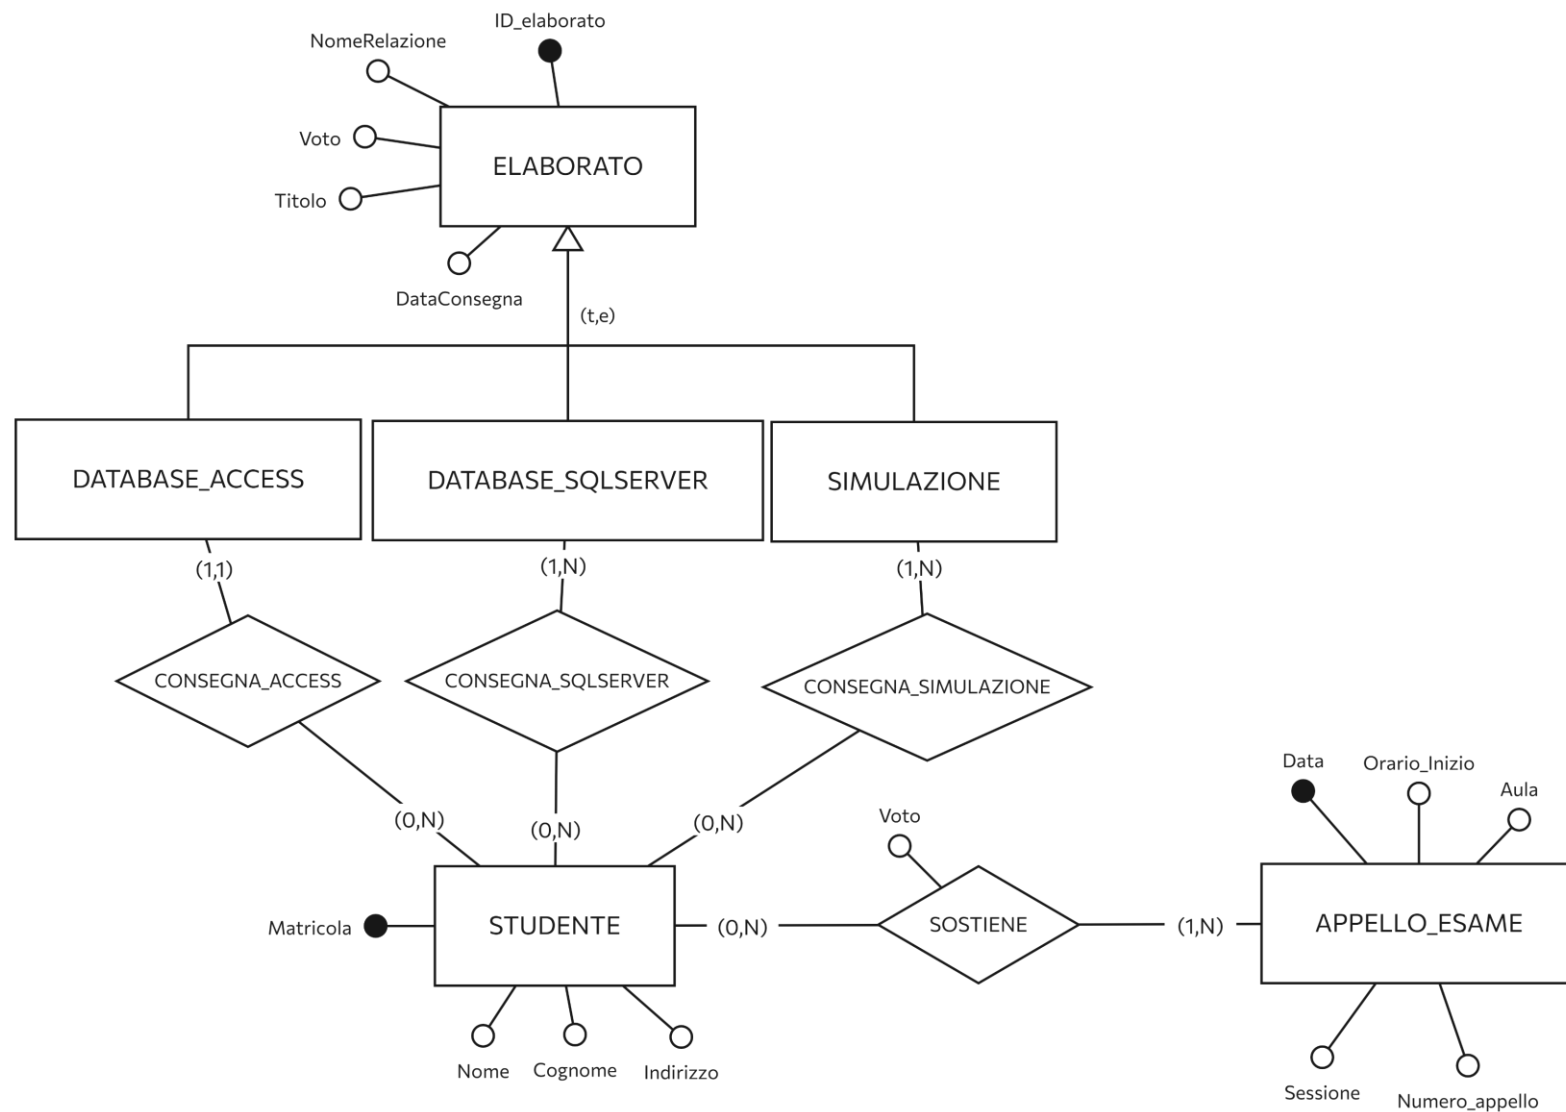 ID_elaborato
NomeRelazione
Voto
ELABORATO
Titolo
DataConsegna
(t,e)
DATABASE_ACCESS
DATABASE_SQLSERVER
SIMULAZIONE
(1,1)
(1,N)
(1,N)
CONSEGNA_ACCESS
CONSEGNA_SQLSERVER
CONSEGNA_SIMULAZIONE
Data
Orario_Inizio
Aula
(0,N)
(0,N)
(0,N)
Voto
Matricola
STUDENTE
(0,N)
SOSTIENE
(1,N)
APPELLO_ESAME
Nome
Cognome
Indirizzo
Sessione
Numero_appello